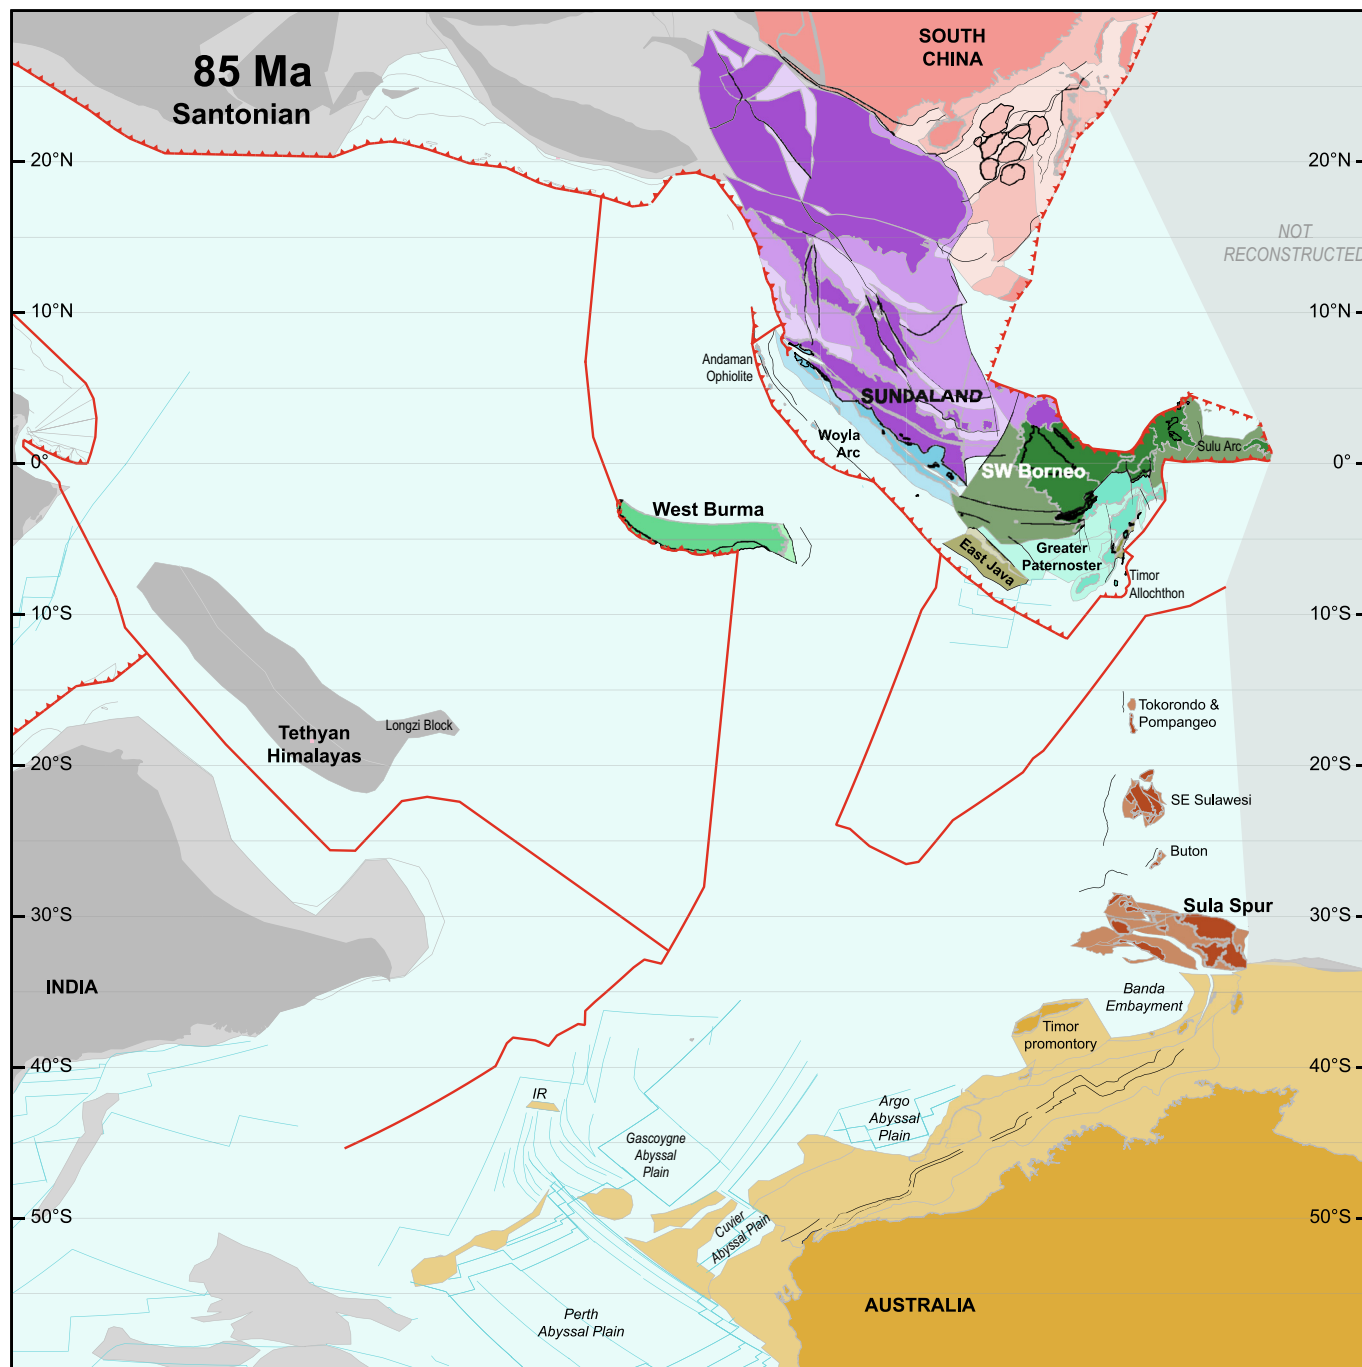 85 Ma
Santonian
SOUTH
CHINA
20°N
20°N
NOT
RECONSTRUCTED
10°N
10°N
Andaman
Ophiolite
SUNDALAND
Woyla
Arc
Sulu Arc
0°
0°
SW Borneo
West Burma
East Java
Greater
Paternoster
Timor
Allochthon
10°S
10°S
Tokorondo &
Pompangeo
Longzi Block
Tethyan
Himalayas
20°S
20°S
SE Sulawesi
Buton
Sula Spur
30°S
30°S
INDIA
Banda
Embayment
Timor
promontory
40°S
40°S
IR
Argo
Abyssal
Plain
Gascoygne
Abyssal
Plain
50°S
50°S
Cuvier
Abyssal Plain
AUSTRALIA
Perth
Abyssal Plain